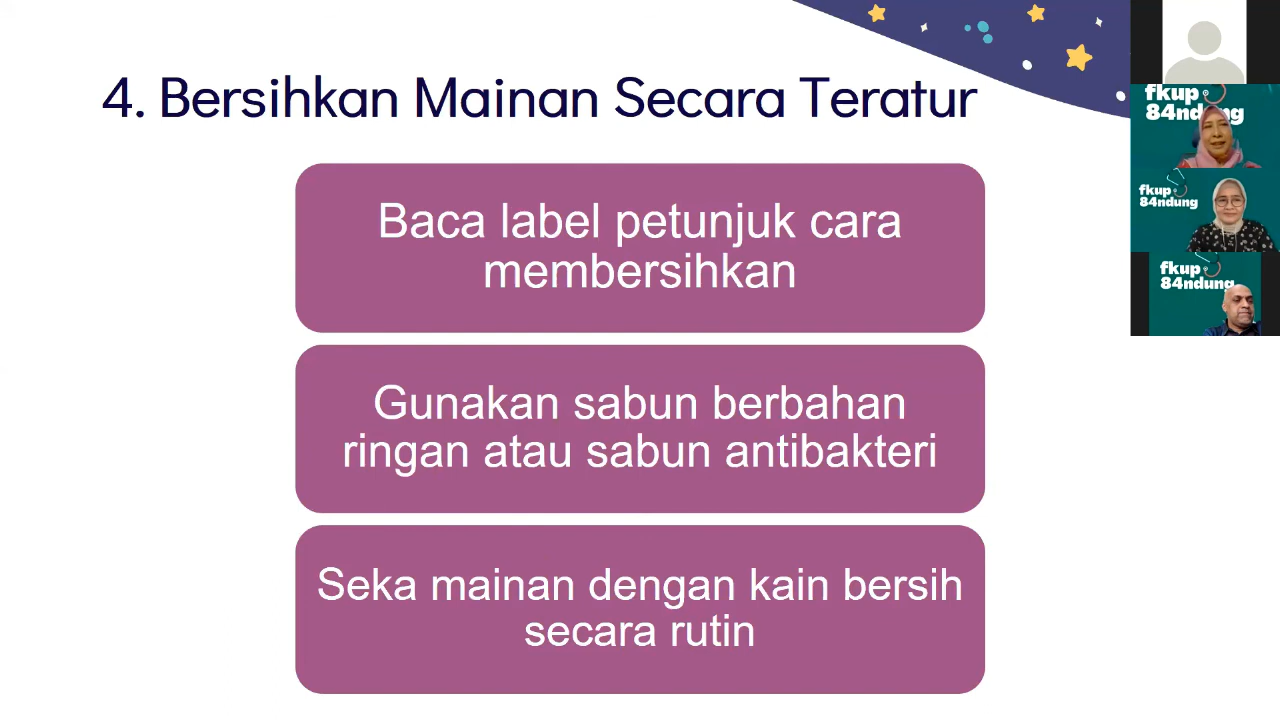 4. Bersihkan Mainan Secara Teratur
Baca label petunjuk cara
membersihkan
Gunakan sabun berbahan
ringan atau sabun antibakteri
Seka mainan dengan kain bersih
secara rutin
fkup
84ndung
fkup
84ndung
fkup
84ndung